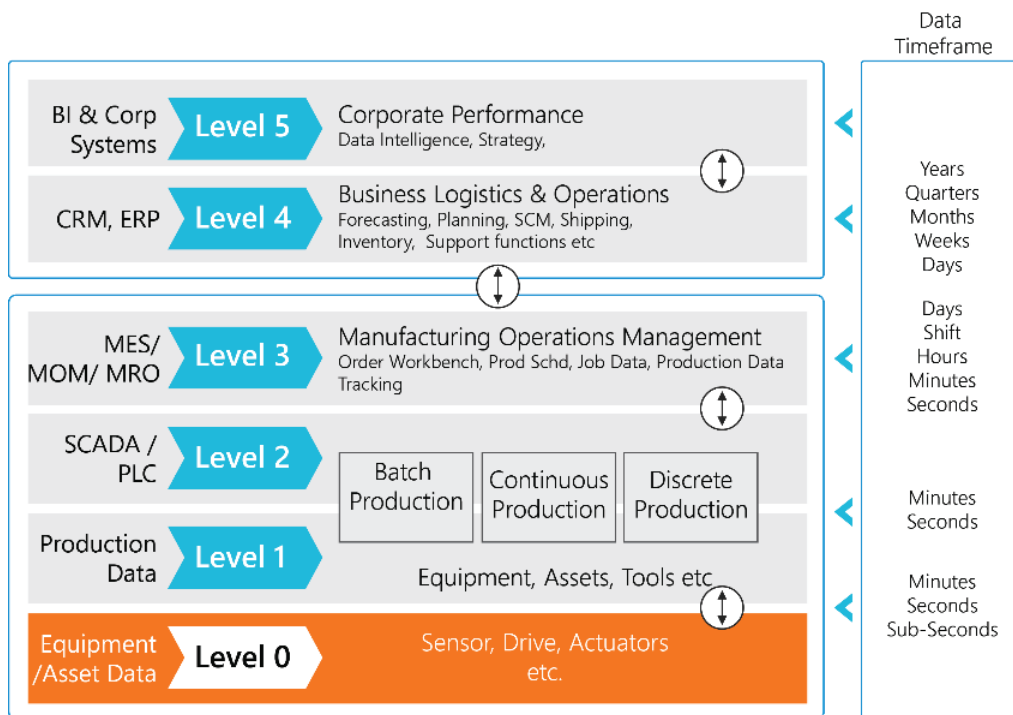 Data
Timeframe
BI & Corp
Systems
Level 5
Corporate Performance
Data Intelligence, Strategy,
CRM, ERP
Level 4
Business Logistics & Operations
Forecasting, Planning, SCM, Shipping,
Inventory, Support functions etc
Years
Quarters
Months
Weeks
Days
MES/
MOM/ MRO
Level 3
Manufacturing Operations Management
Order Workbench, Prod Schd, Job Data, Production Data
Tracking
Days
Shift
Hours
Minutes
Seconds
SCADA /
PLC
Level 2
Batch
Production
Continuous
Production
Discrete
Production
Minutes
Seconds
Production
Data
Level 1
Equipment, Assets, Tools etc
Minutes
Seconds
Sub-Seconds
Equipment
/Asset Data
Level 0
Sensor, Drive, Actuators
etc.